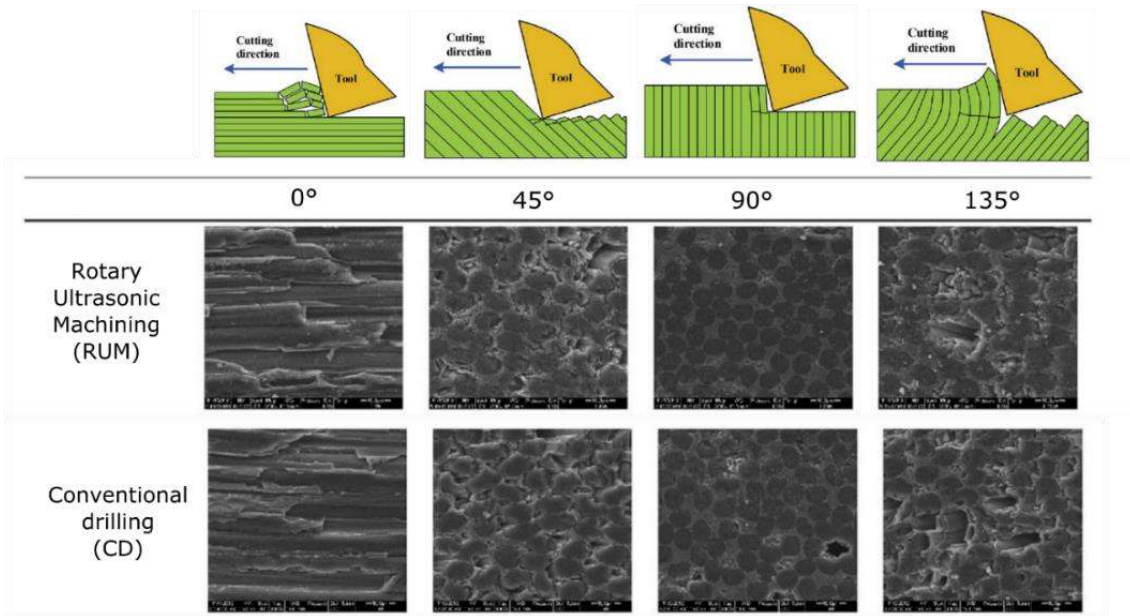 Cutting
direction
Tool
Cutting
direction
Tool
Cutting
direction
Tool
Cutting
direction
Tool
0° 45° 90° 135°
Rotary
Ultrasonic
Machining
(RUM)
Conventional
drilling
(CD)